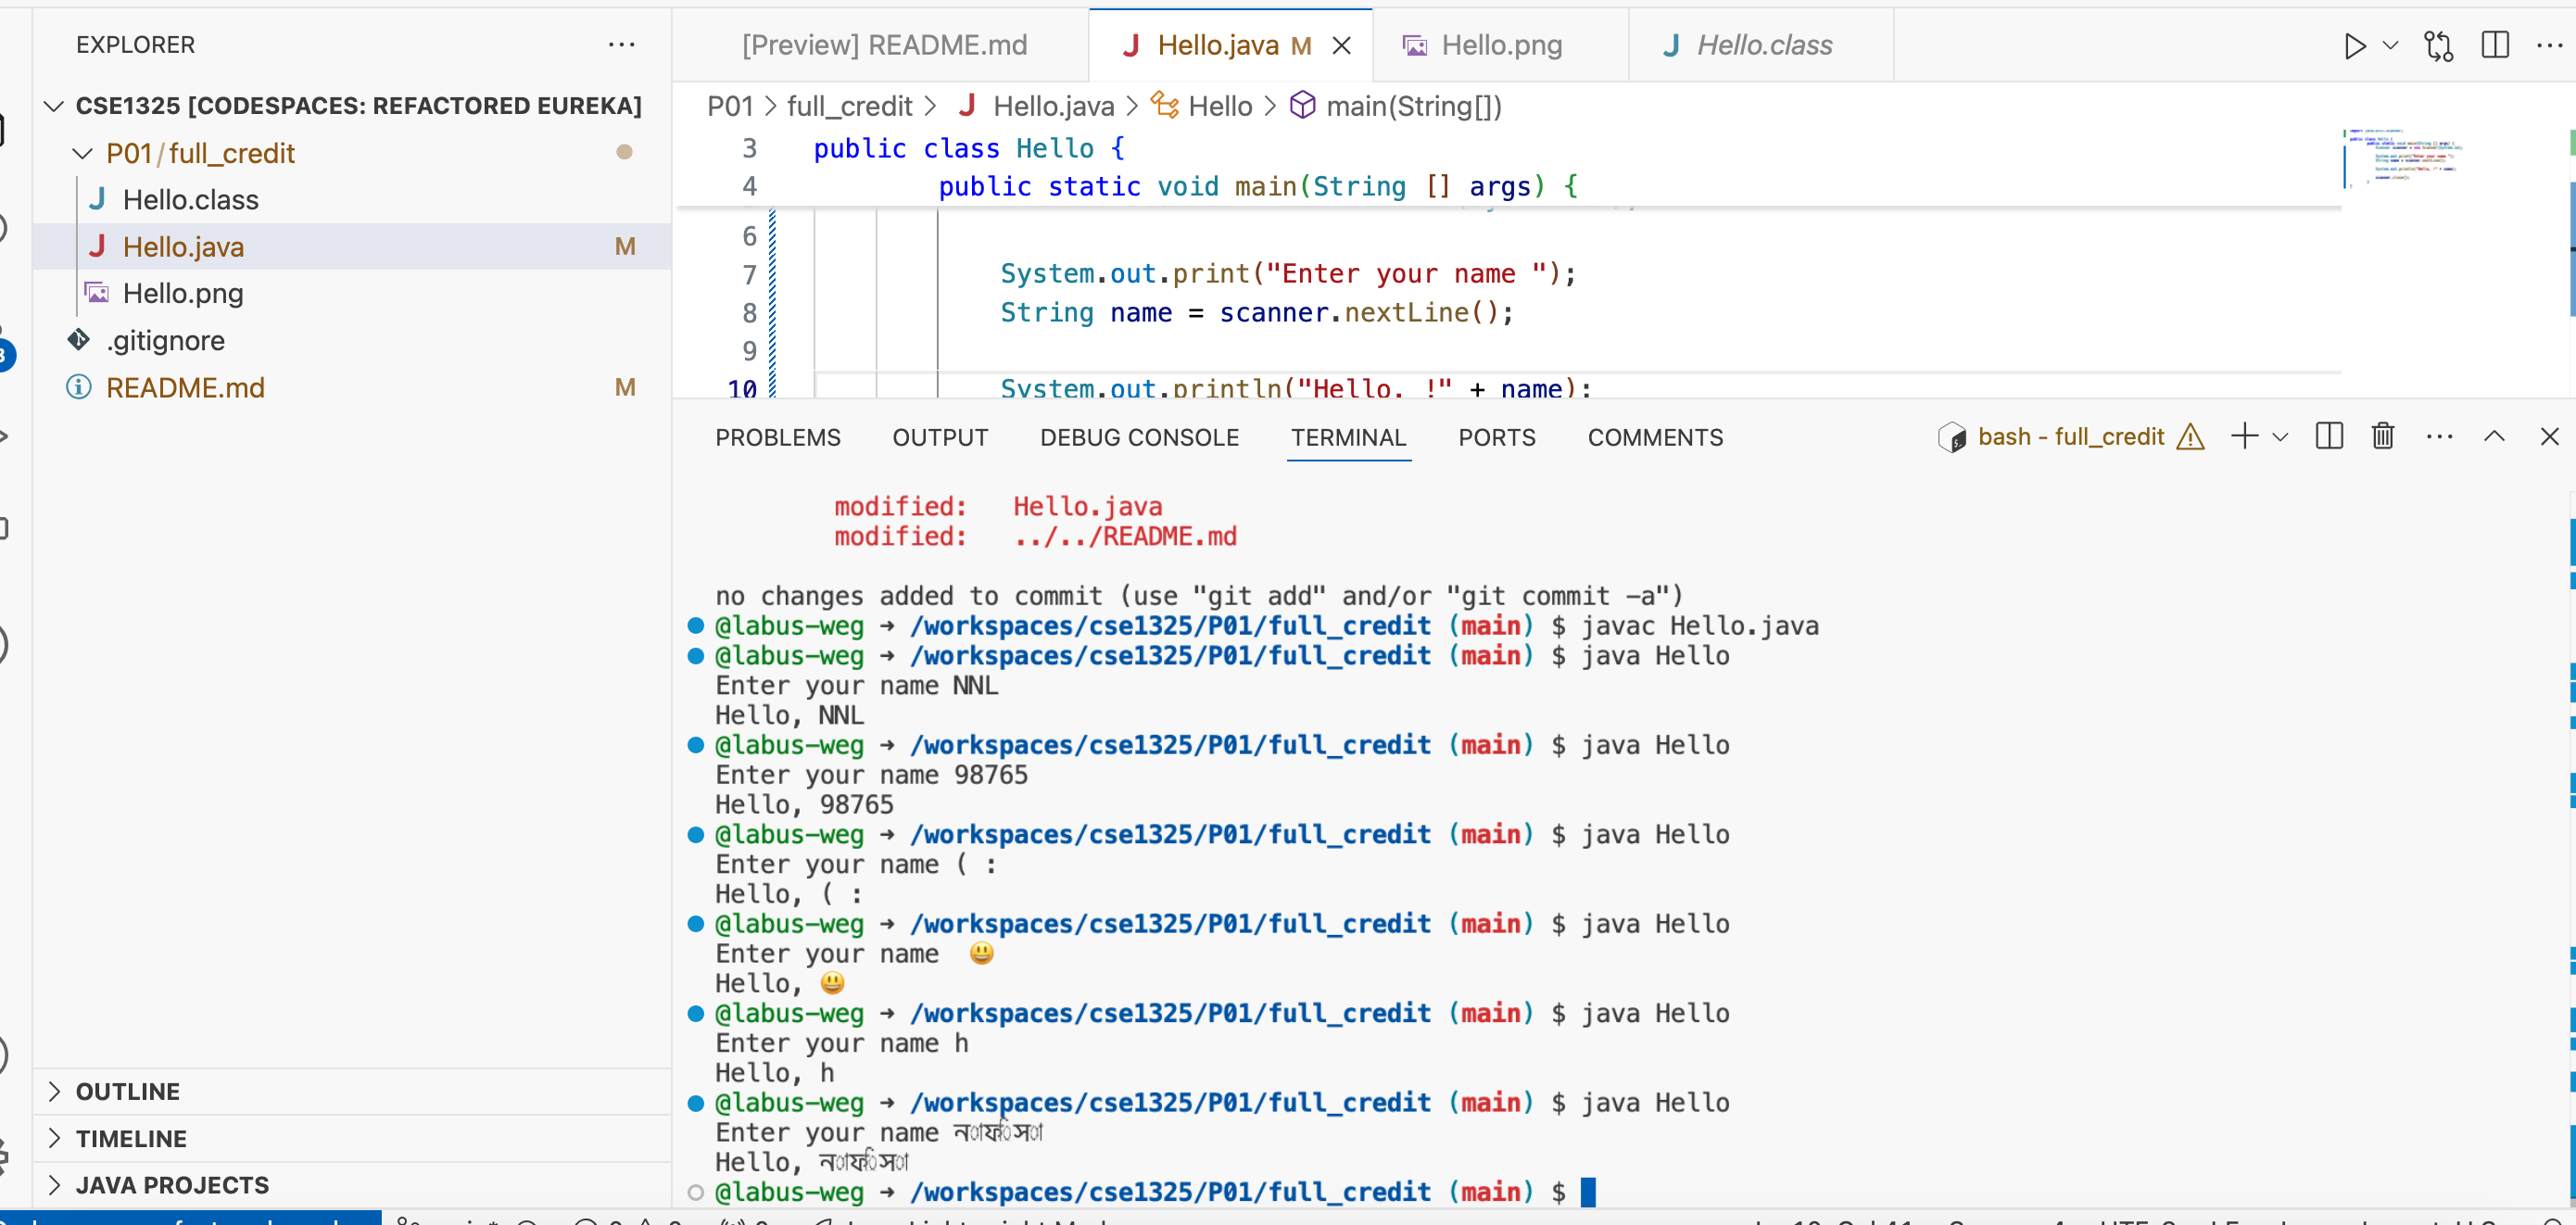 EXPLORER
[Preview] README.md
Hello.java M
Hello.png
Hello.class
CSE1325 [CODESPACES: REFACTORED EUREKA]
P01 > full_credit > Hello.java > Hello > main(String[])
P01/full_credit
Hello.class
Hello.java M
Hello.png
.gitignore
README.md M
3 public class Hello {
4 public static void main(String [] args) {
6
7 System.out.print("Enter your name ");
8 String name = scanner.nextLine();
9
10 System.out.println("Hello, !" + name);
PROBLEMS OUTPUT DEBUG CONSOLE TERMINAL PORTS COMMENTS
bash - full_credit
modified: Hello.java
modified: ../../README.md
no changes added to commit (use "git add" and/or "git commit -a")
@labus-weg → /workspaces/cse1325/P01/full_credit (main) $ javac Hello.java
@labus-weg → /workspaces/cse1325/P01/full_credit (main) $ java Hello
Enter your name NNL
Hello, NNL
@labus-weg → /workspaces/cse1325/P01/full_credit (main) $ java Hello
Enter your name 98765
Hello, 98765
@labus-weg → /workspaces/cse1325/P01/full_credit (main) $ java Hello
Enter your name ( :
Hello, ( :
@labus-weg → /workspaces/cse1325/P01/full_credit (main) $ java Hello
Enter your name 😃
Hello, 😃
@labus-weg → /workspaces/cse1325/P01/full_credit (main) $ java Hello
Enter your name h
Hello, h
@labus-weg → /workspaces/cse1325/P01/full_credit (main) $ java Hello
Enter your name নাফিসা
Hello, নাফিসা
@labus-weg → /workspaces/cse1325/P01/full_credit (main) $
OUTLINE
TIMELINE
JAVA PROJECTS